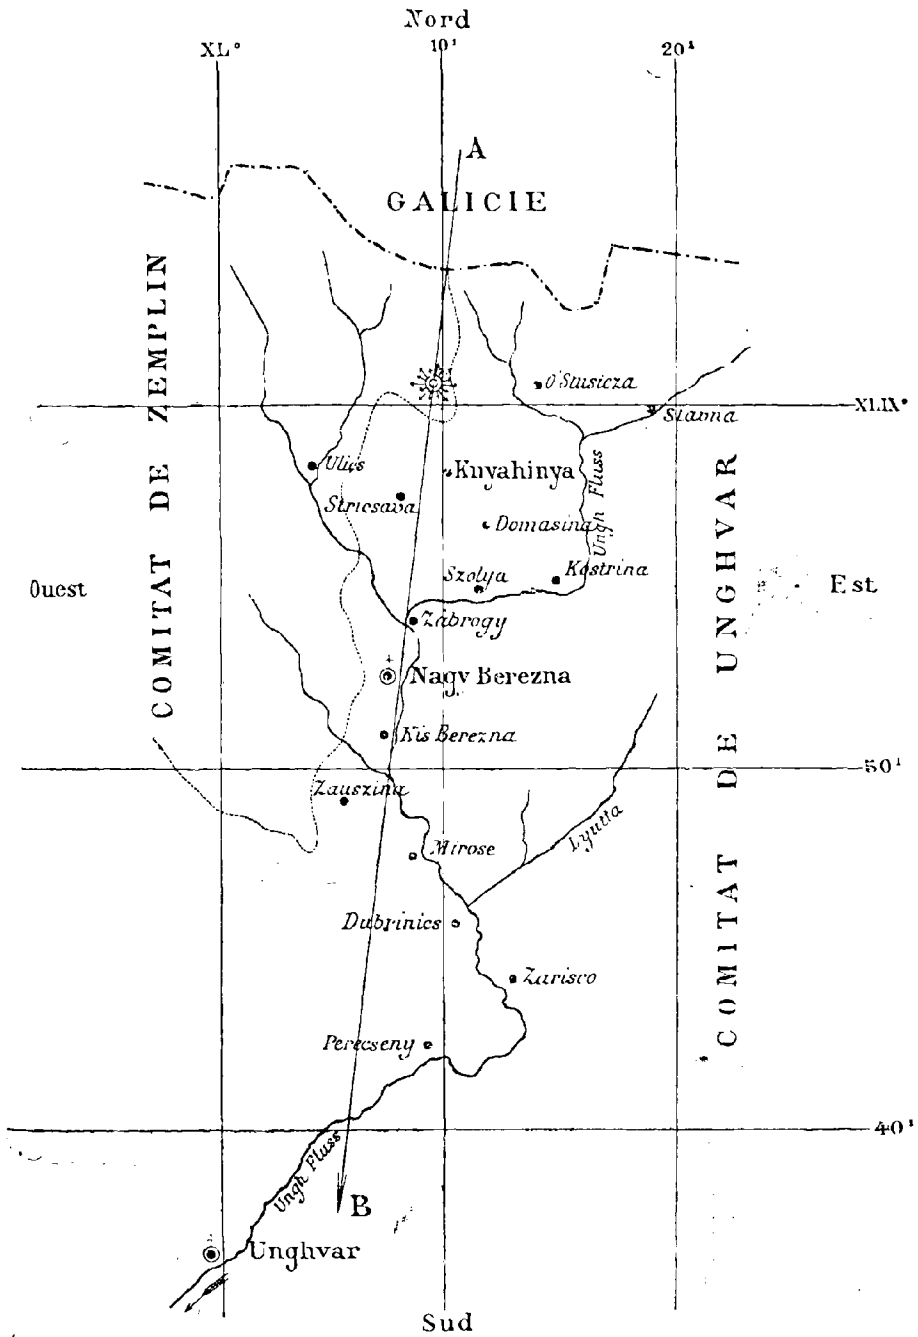 Nord
XL° 10' 20'
A
GALICIE
COMITAT DE ZEMPLIN
O'Stusicza
XLIX°
Stavna
Ulics
Knyahinya
Stricsava
Ungh Fluss
Domasina
Szolya
Kostrina
Ouest
Est
Zábrogy
Nagy Berezna
Kis Berezna
COMITAT DE UNGHVAR
50'
Zauszina
Lyutta
Mirose
Dubrinics
Zarisco
Perecseny
40'
Ungh Fluss
B
Unghvar
Sud